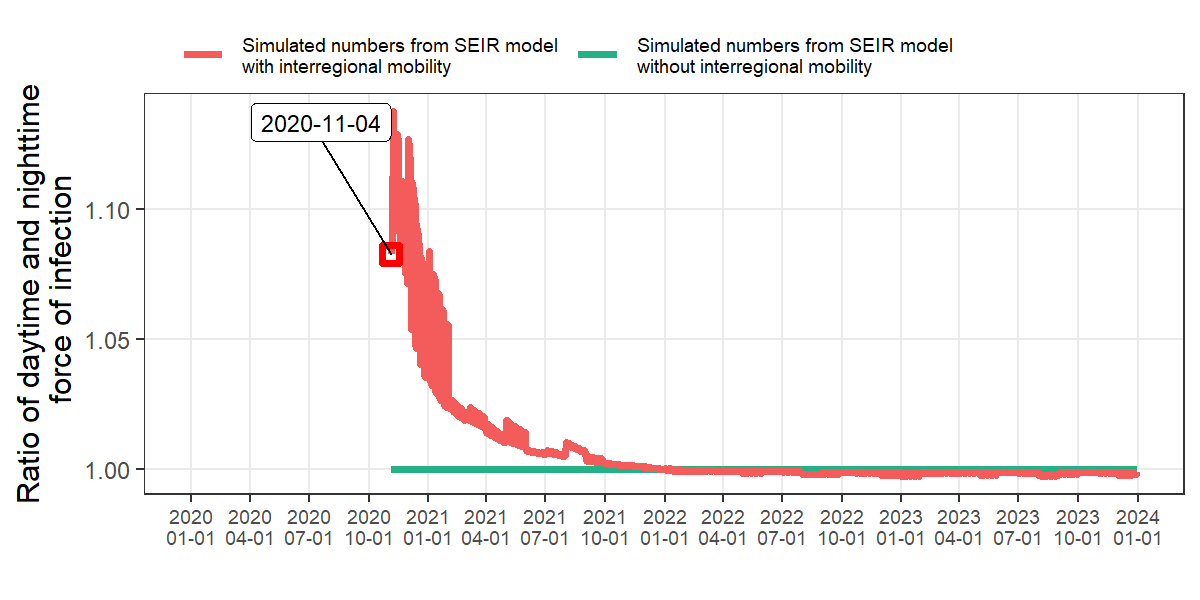 Simulated numbers from SEIR model
with interregional mobility
Simulated numbers from SEIR model
without interregional mobility
Ratio of daytime and nighttime
force of infection
2020-11-04
1.10
1.05
1.00
2020 2020 2020 2020 2021 2021 2021 2021 2022 2022 2022 2022 2023 2023 2023 2023 2024
01-01 04-01 07-01 10-01 01-01 04-01 07-01 10-01 01-01 04-01 07-01 10-01 01-01 04-01 07-01 10-01 01-01